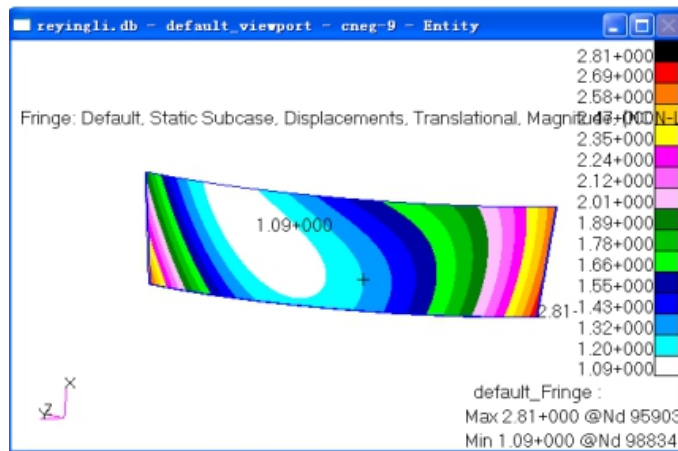 reyingli.db - default_viewport - cneg-9 - Entity
2.81+000
2.69+000
2.58+000
Fringe: Default, Static Subcase, Displacements, Translational, Magnitude, (NON-L
2.47+000
2.35+000
2.24+000
2.12+000
2.01+000
1.89+000
1.78+000
1.66+000
1.55+000
1.43+000
1.32+000
1.20+000
1.09+000
1.09+000
2.81-
X
Y
Z
default_Fringe :
Max 2.81+000 @Nd 95903
Min 1.09+000 @Nd 98834